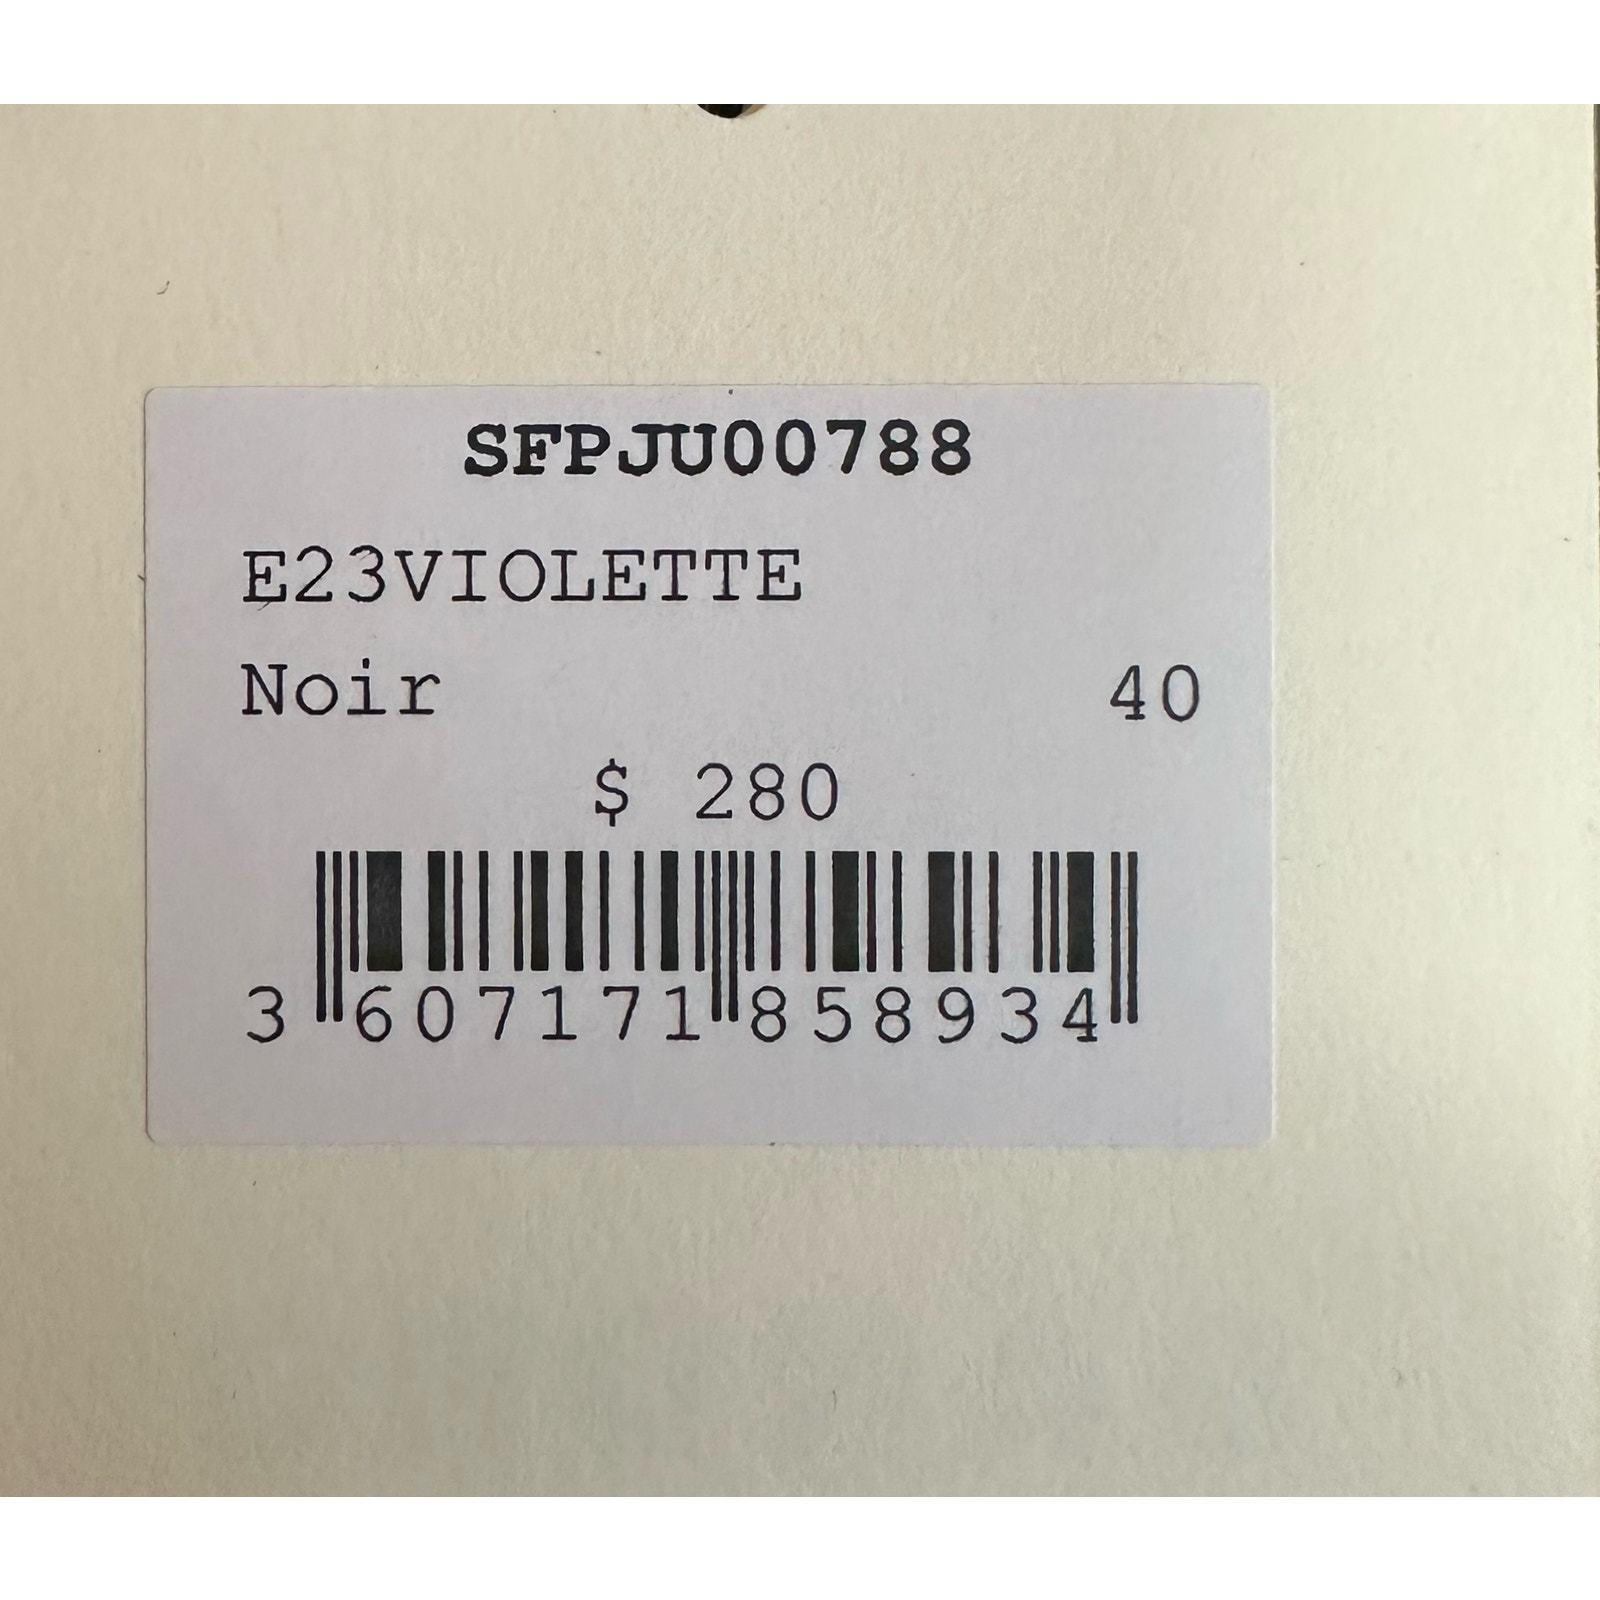 SFPJU00788
E23VIOLETTE
Noir 40
$ 280
3 607171 858934